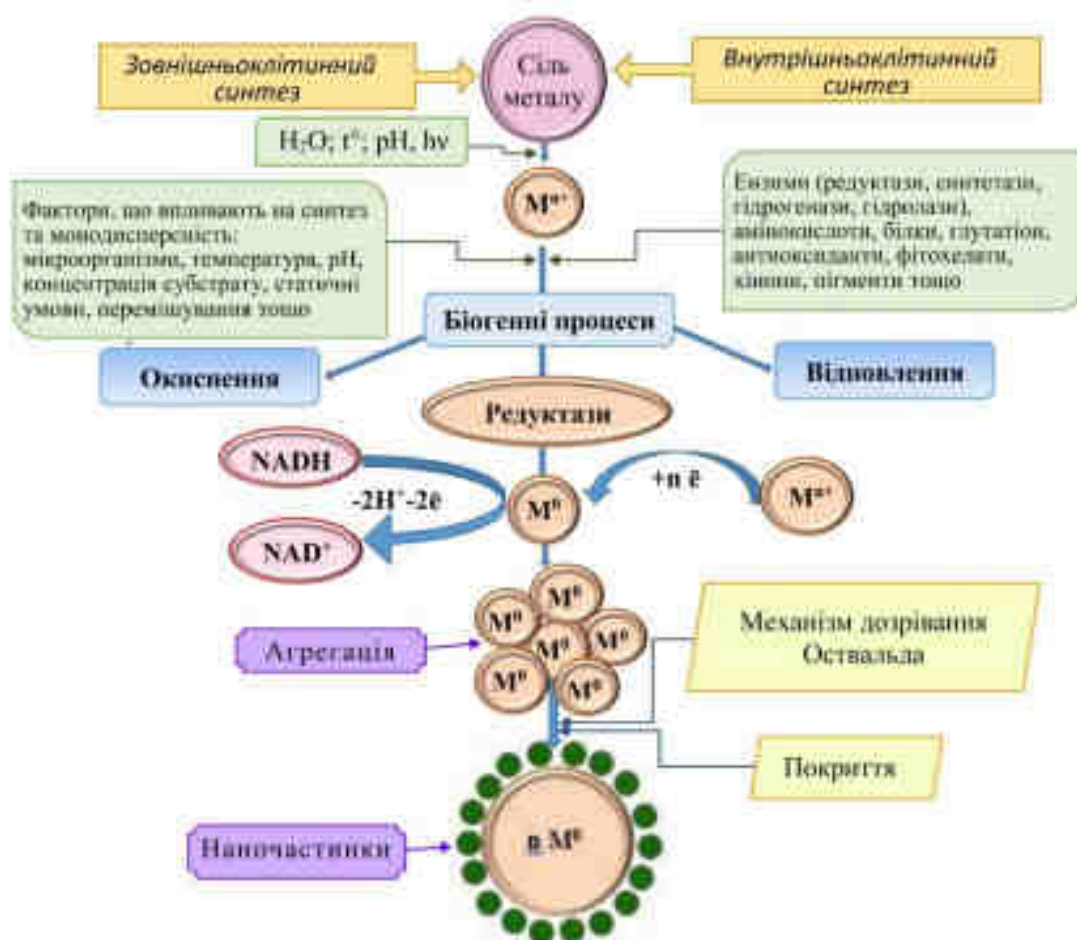 Зовнішньоклітинний
синтез
Сіль
металу
Внутрішньоклітинний
синтез
H₂O; t°; pH, hν
Mⁿ⁺
Фактори, що впливають на синтез
та монодисперсність:
мікроорганізми, температура, pH,
концентрація субстрату, статичні
умови, перемішування тощо
Ензими (редуктази, синтетази,
гідрогенази, гідролази),
амінокислоти, білки, глутатіон,
антиоксиданти, фітохелати,
хінони, пігменти тощо
Біогенні процеси
Окиснення
Відновлення
Редуктази
NADH
-2H⁺-2ē
NAD⁺
M⁰
+n ē
Mⁿ⁺
M⁰
M⁰
M⁰
M⁰
M⁰
M⁰
Агрегація
Механізм дозрівання
Оствальда
Покриття
Наночастинки
n M⁰